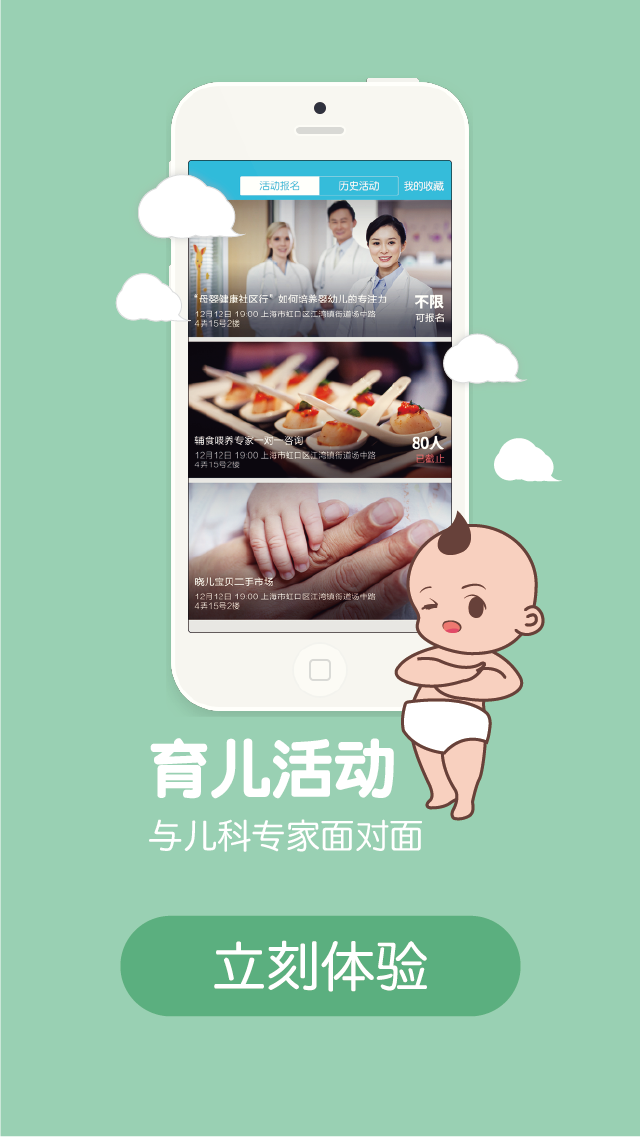 活动报名 历史活动 我的收藏
“母婴健康社区行” 如何培养婴幼儿的专注力
不限
12月12日 19:00 上海市虹口区江湾镇街道场中路
4弄15号2楼
可报名
辅食喂养专家一对一咨询
80人
12月12日 19:00 上海市虹口区江湾镇街道场中路
4弄15号2楼
已截止
晓儿宝贝二手市场
12月12日 19:00 上海市虹口区江湾镇街道场中路
4弄15号2楼
育儿活动
与儿科专家面对面
立刻体验